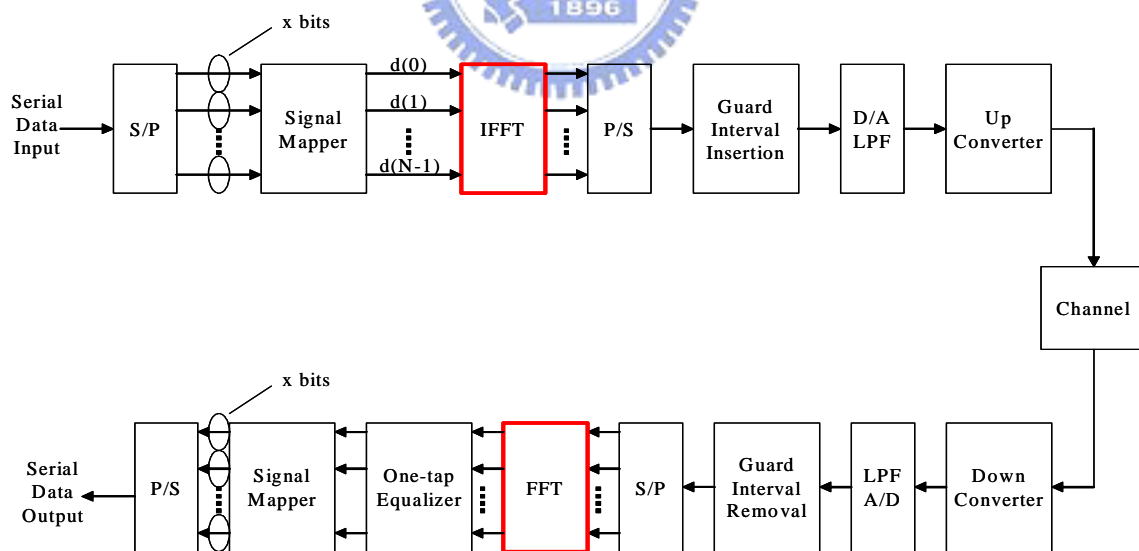 1896
x bits
Serial
Data
Input
S/P
Signal
Mapper
d(0)
d(1)
d(N-1)
IFFT
P/S
Guard
Interval
Insertion
D/A
LPF
Up
Converter
Channel
x bits
Serial
Data
Output
P/S
Signal
Mapper
One-tap
Equalizer
FFT
S/P
Guard
Interval
Removal
LPF
A/D
Down
Converter